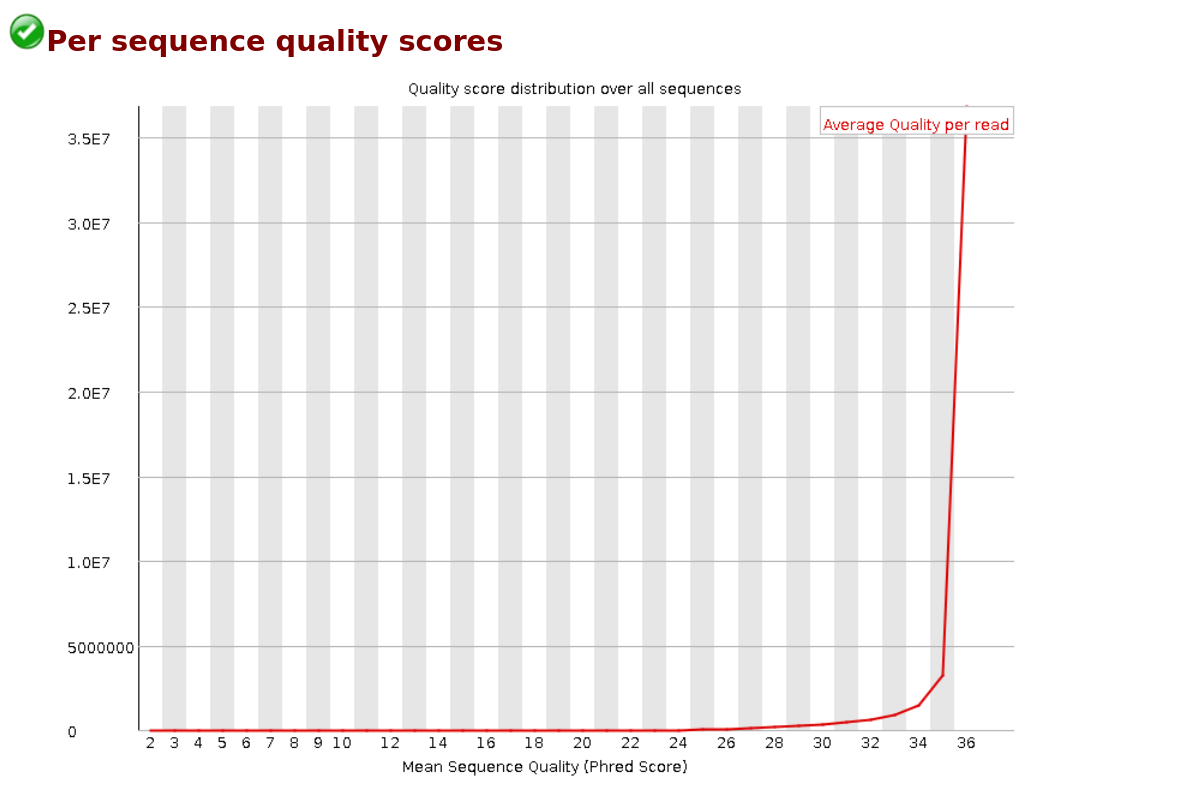 Per sequence quality scores
Quality score distribution over all sequences
Average Quality per read
3.5E7
3.0E7
2.5E7
2.0E7
1.5E7
1.0E7
5000000
0
2 3 4 5 6 7 8 9 10 12 14 16 18 20 22 24 26 28 30 32 34 36
Mean Sequence Quality (Phred Score)